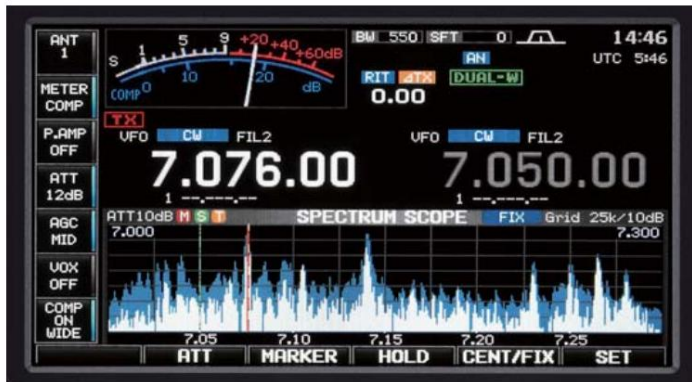 ANT
1
METER
COMP
P.AMP
OFF
ATT
12dB
AGC
MID
VOX
OFF
COMP
ON
WIDE
S 1 5 9 +20 +40 +60dB
COMP 0 10 20 dB
BW 550 SFT 0
14:46
UTC 5:46
AN
RIT ⊿TX DUAL-W
0.00
TX
VFO CW FIL2
VFO CW FIL2
7.076.00
7.050.00
1 --.---.--
1 --.---.--
ATT10dB M S T SPECTRUM SCOPE FIX Grid 25k/10dB
7.000 7.300
7.05 7.10 7.15 7.20 7.25
ATT MARKER HOLD CENT/FIX SET